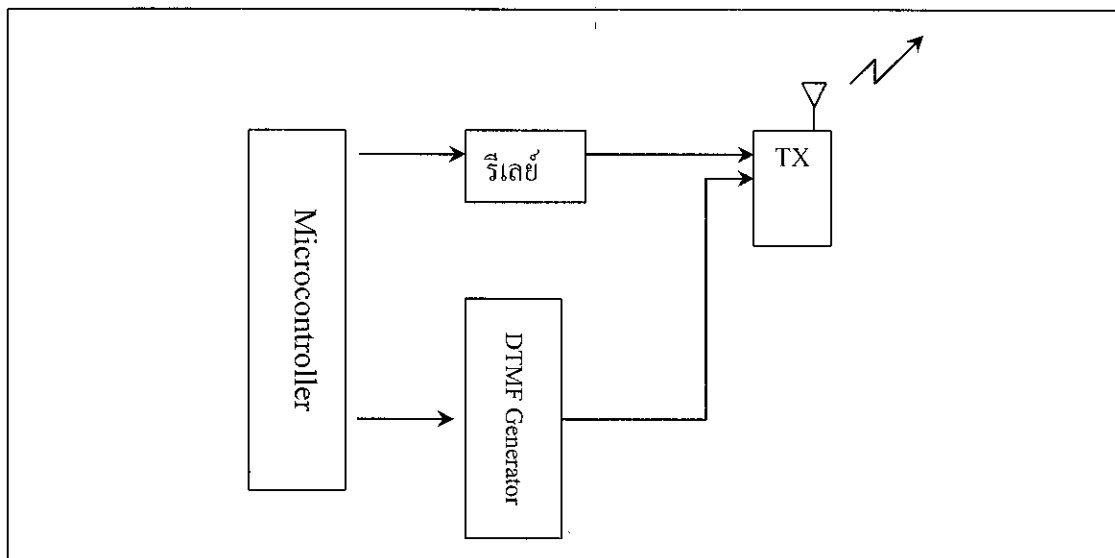 Microcontroller
รีเลย์
TX
DTMF Generator